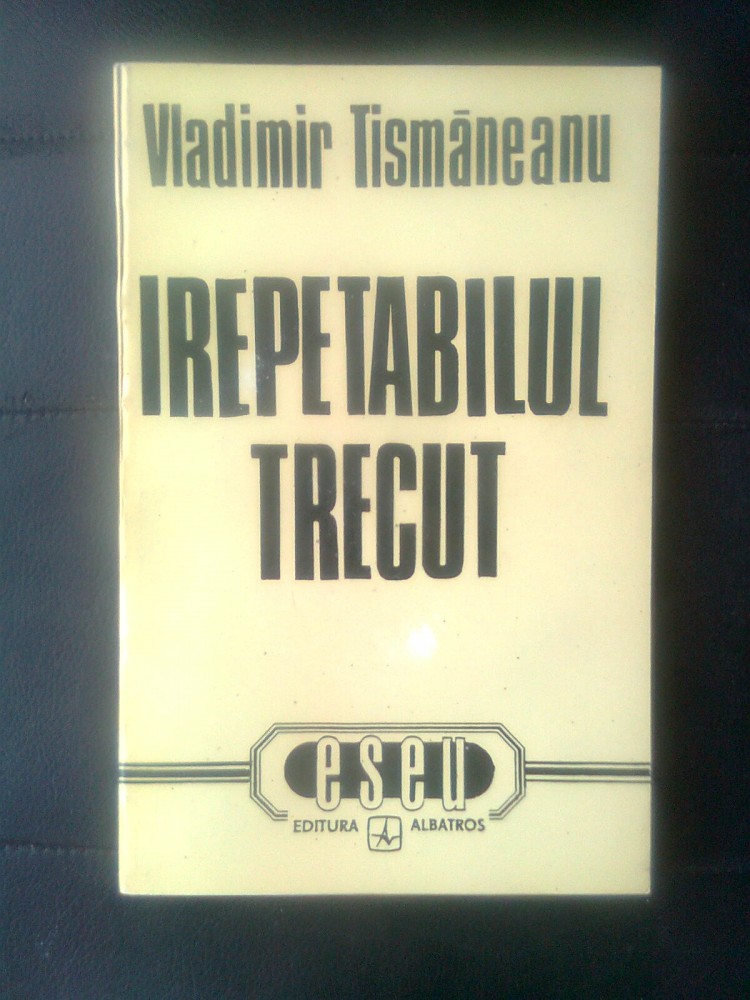 Vladimir Tismăneanu
IREPETABILUL
TRECUT
eseu
EDITURA ALBATROS